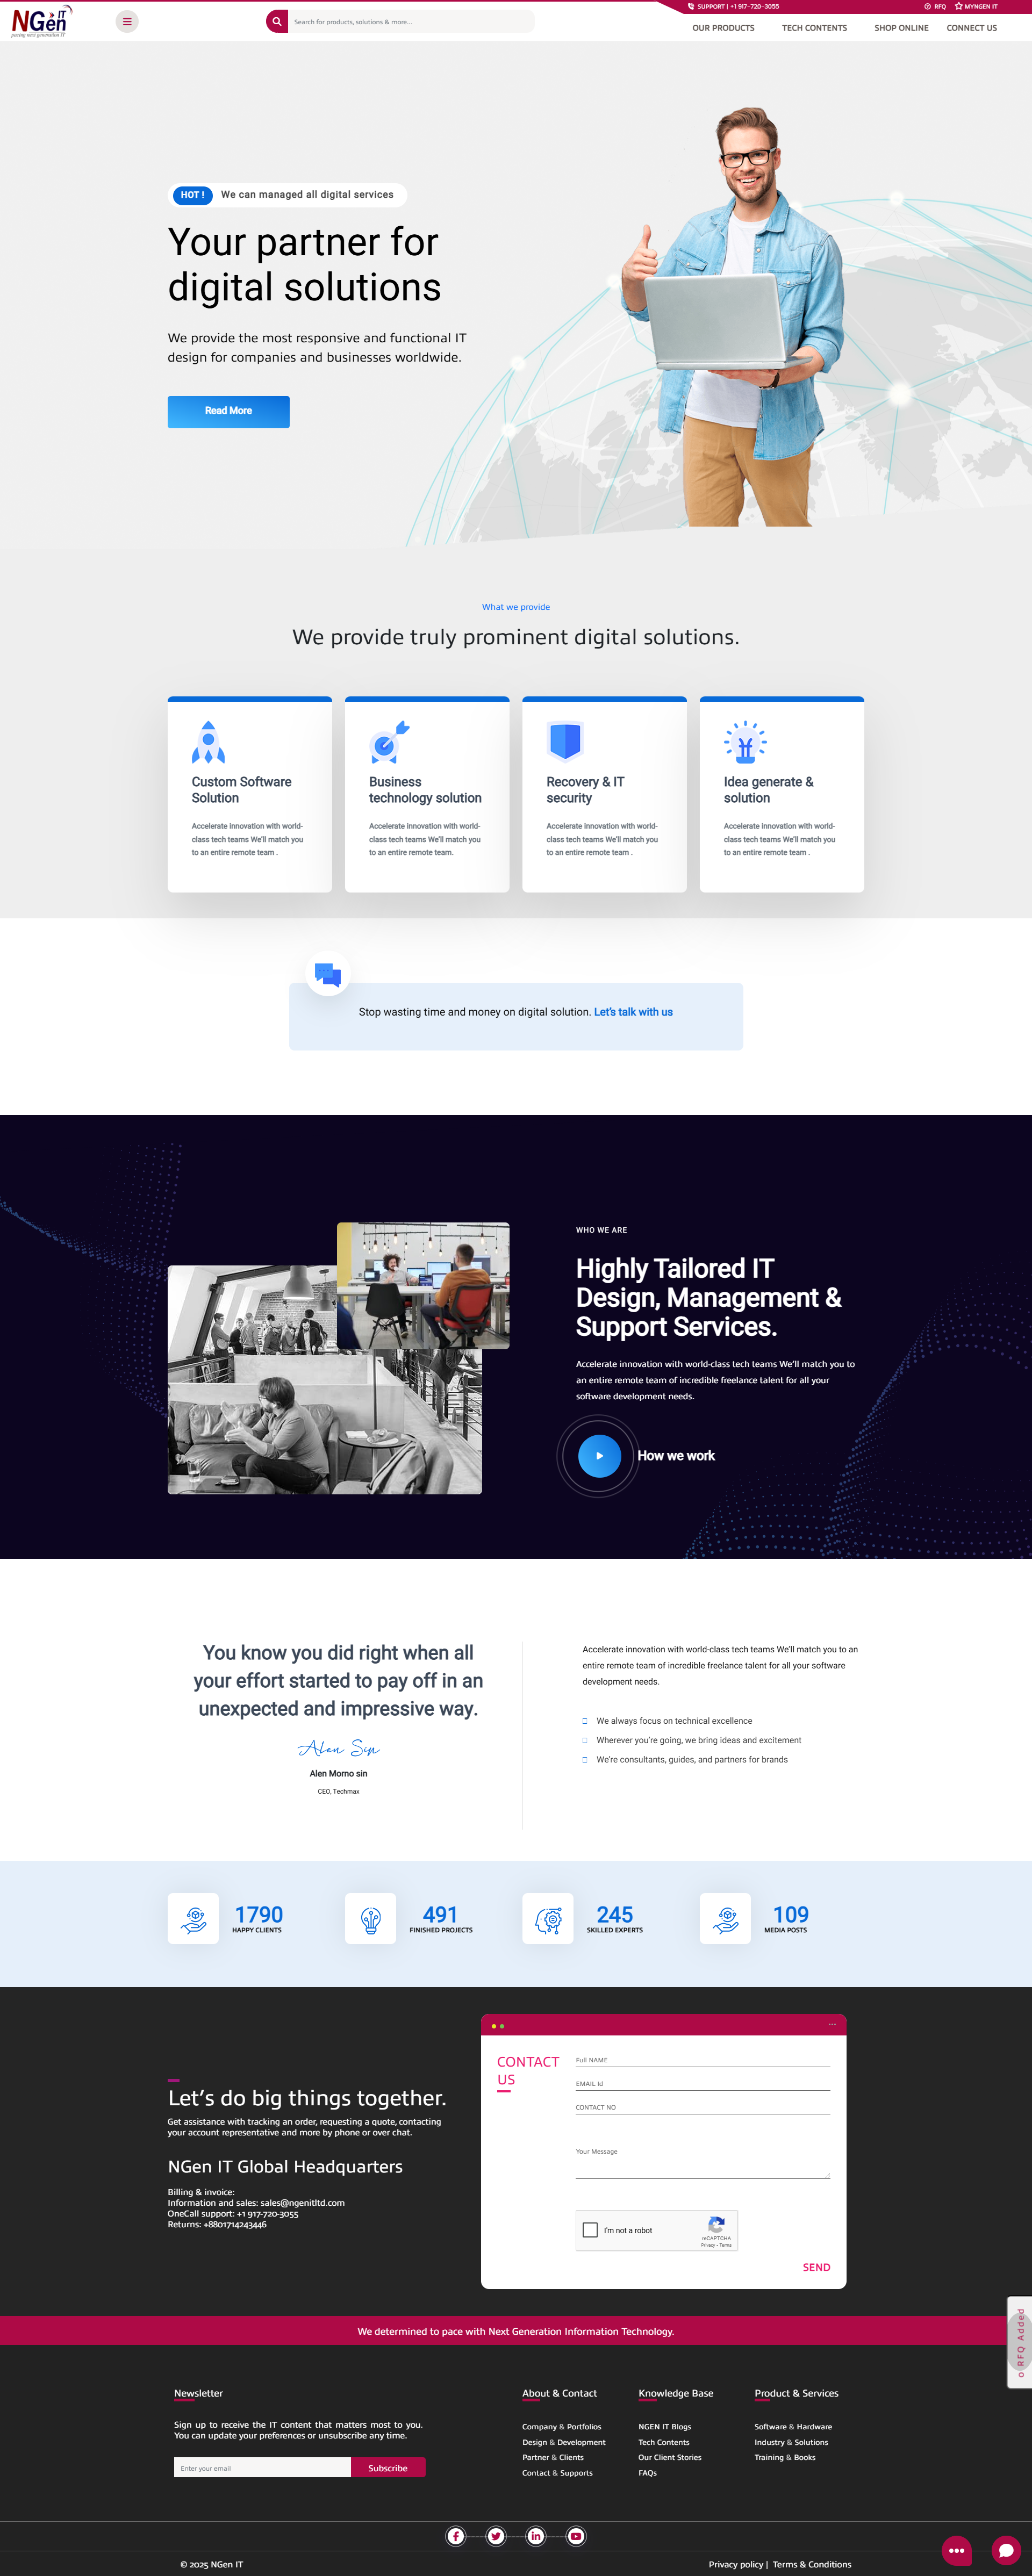 SUPPORT | +1 917-720-3055
RFQ
MYNGEN IT
NGen IT
pacing next generation IT
Search for products, solutions & more...
OUR PRODUCTS
TECH CONTENTS
SHOP ONLINE
CONNECT US
HOT !
We can managed all digital services
Your partner for
digital solutions
We provide the most responsive and functional IT
design for companies and businesses worldwide.
Read More
What we provide
We provide truly prominent digital solutions.
Custom Software
Solution
Accelerate innovation with world-
class tech teams We'll match you
to an entire remote team .
Business
technology solution
Accelerate innovation with world-
class tech teams We'll match you
to an entire remote team.
Recovery & IT
security
Accelerate innovation with world-
class tech teams We'll match you
to an entire remote team .
Idea generate &
solution
Accelerate innovation with world-
class tech teams We'll match you
to an entire remote team .
Stop wasting time and money on digital solution. Let's talk with us
WHO WE ARE
Highly Tailored IT
Design, Management &
Support Services.
Accelerate innovation with world-class tech teams We'll match you to
an entire remote team of incredible freelance talent for all your
software development needs.
How we work
You know you did right when all
your effort started to pay off in an
unexpected and impressive way.
Alen Sin
Alen Morno sin
CEO, Techmax
Accelerate innovation with world-class tech teams We'll match you to an
entire remote team of incredible freelance talent for all your software
development needs.
We always focus on technical excellence
Wherever you're going, we bring ideas and excitement
We're consultants, guides, and partners for brands
1790
HAPPY CLIENTS
491
FINISHED PROJECTS
245
SKILLED EXPERTS
109
MEDIA POSTS
Let's do big things together.
Get assistance with tracking an order, requesting a quote, contacting
your account representative and more by phone or over chat.
NGen IT Global Headquarters
Billing & invoice:
Information and sales: sales@ngenitltd.com
OneCall support: +1 917-720-3055
Returns: +8801714243446
CONTACT
US
Full NAME
EMAIL Id
CONTACT NO
Your Message
I'm not a robot
reCAPTCHA
Privacy - Terms
SEND
0 RFQ Added
We determined to pace with Next Generation Information Technology.
Newsletter
Sign up to receive the IT content that matters most to you.
You can update your preferences or unsubscribe any time.
Enter your email
Subscribe
About & Contact
Company & Portfolios
Design & Development
Partner & Clients
Contact & Supports
Knowledge Base
NGEN IT Blogs
Tech Contents
Our Client Stories
FAQs
Product & Services
Software & Hardware
Industry & Solutions
Training & Books
© 2025 NGen IT
Privacy policy | Terms & Conditions